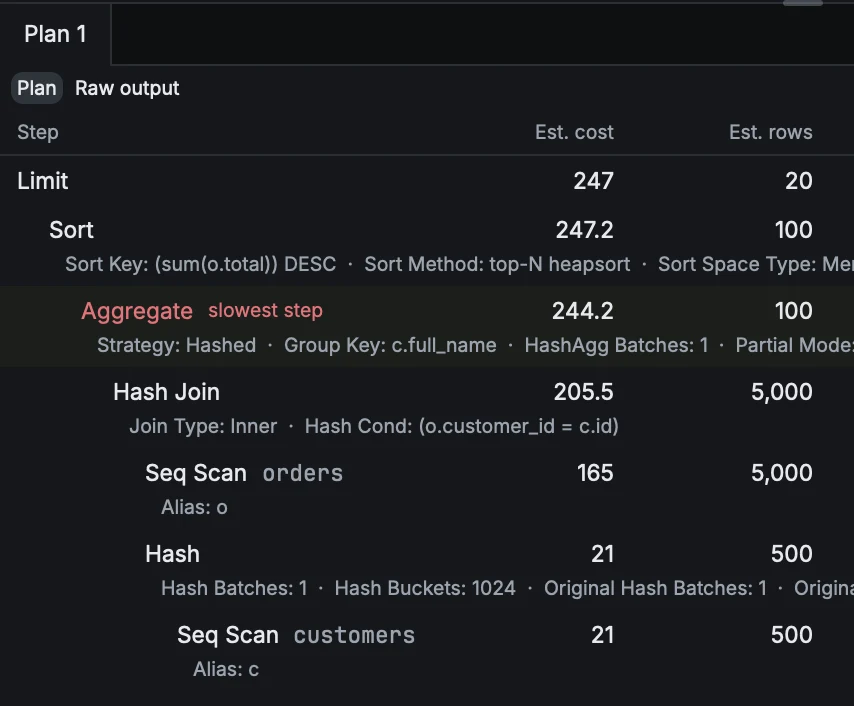 Plan 1
Plan Raw output
Step Est. cost Est. rows
Limit 247 20
Sort 247.2 100
Sort Key: (sum(o.total)) DESC · Sort Method: top-N heapsort · Sort Space Type:
Aggregate slowest step 244.2 100
Strategy: Hashed · Group Key: c.full_name · HashAgg Batches: 1 · Partial Mode:
Hash Join 205.5 5,000
Join Type: Inner · Hash Cond: (o.customer_id = c.id)
Seq Scan orders 165 5,000
Alias: o
Hash 21 500
Hash Batches: 1 · Hash Buckets: 1024 · Original Hash Batches: 1 ·
Seq Scan customers 21 500
Alias: c